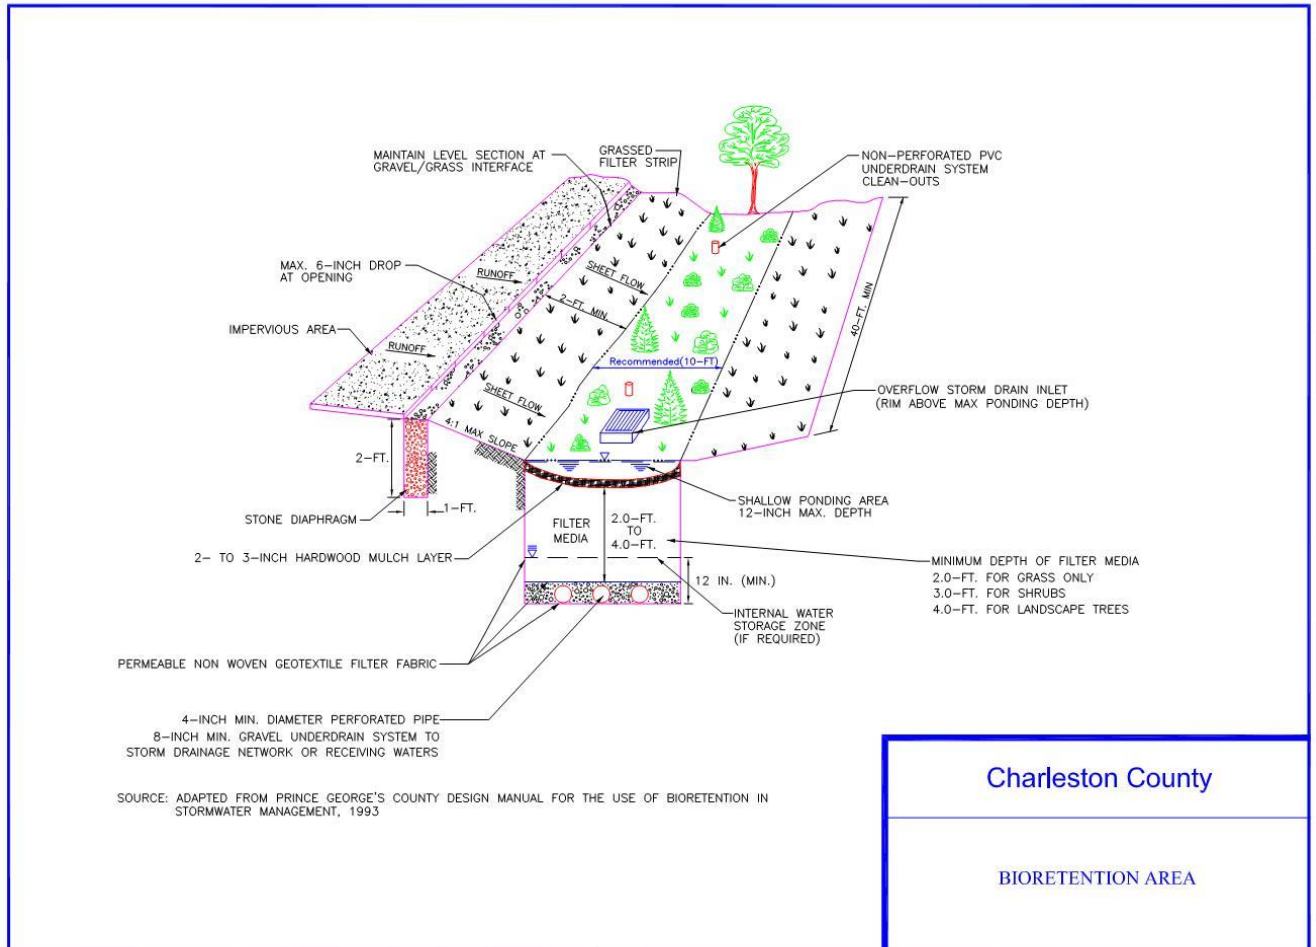 MAINTAIN LEVEL SECTION AT
GRAVEL/GRASS INTERFACE
GRASSED
FILTER STRIP
NON-PERFORATED PVC
UNDERDRAIN SYSTEM
CLEAN-OUTS
MAX. 6-INCH DROP
AT OPENING
RUNOFF
SHEET FLOW
2-FT. MIN.
40-FT. MIN
IMPERVIOUS AREA
RUNOFF
Recommended(10-FT)
SHEET FLOW
OVERFLOW STORM DRAIN INLET
(RIM ABOVE MAX PONDING DEPTH)
4:1 MAX SLOPE
2-FT.
1-FT.
STONE DIAPHRAGM
SHALLOW PONDING AREA
12-INCH MAX. DEPTH
FILTER
MEDIA
2.0-FT.
TO
4.0-FT.
2- TO 3-INCH HARDWOOD MULCH LAYER
MINIMUM DEPTH OF FILTER MEDIA
2.0-FT. FOR GRASS ONLY
3.0-FT. FOR SHRUBS
4.0-FT. FOR LANDSCAPE TREES
12 IN. (MIN.)
INTERNAL WATER
STORAGE ZONE
(IF REQUIRED)
PERMEABLE NON WOVEN GEOTEXTILE FILTER FABRIC
4-INCH MIN. DIAMETER PERFORATED PIPE
8-INCH MIN. GRAVEL UNDERDRAIN SYSTEM TO
STORM DRAINAGE NETWORK OR RECEIVING WATERS
SOURCE: ADAPTED FROM PRINCE GEORGE'S COUNTY DESIGN MANUAL FOR THE USE OF BIORETENTION IN
STORMWATER MANAGEMENT, 1993
Charleston County
BIORETENTION AREA